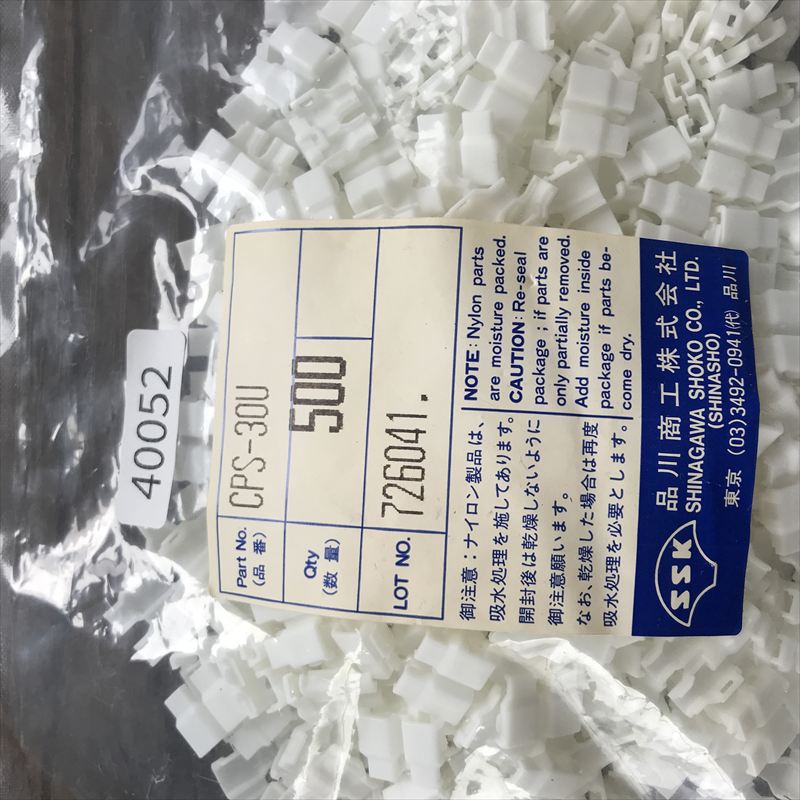 40052
Part No.
(品 番)
CPS-30U
Qty
(数 量)
500
LOT NO.
726041.
御注意:ナイロン製品は、
吸水処理を施してあります。
開封後は乾燥しないように
御注意願います。
なお、乾燥した場合は再度
吸水処理を必要とします。
NOTE: Nylon parts
are moisture packed.
CAUTION: Re-seal
package ; if parts are
only partially removed.
Add moisture inside
package if parts be-
come dry.
SSK
品川商工株式会社
SHINAGAWA SHOKO CO., LTD.
(SHINASHO)
東京 (03)3492-0941(代) 品川